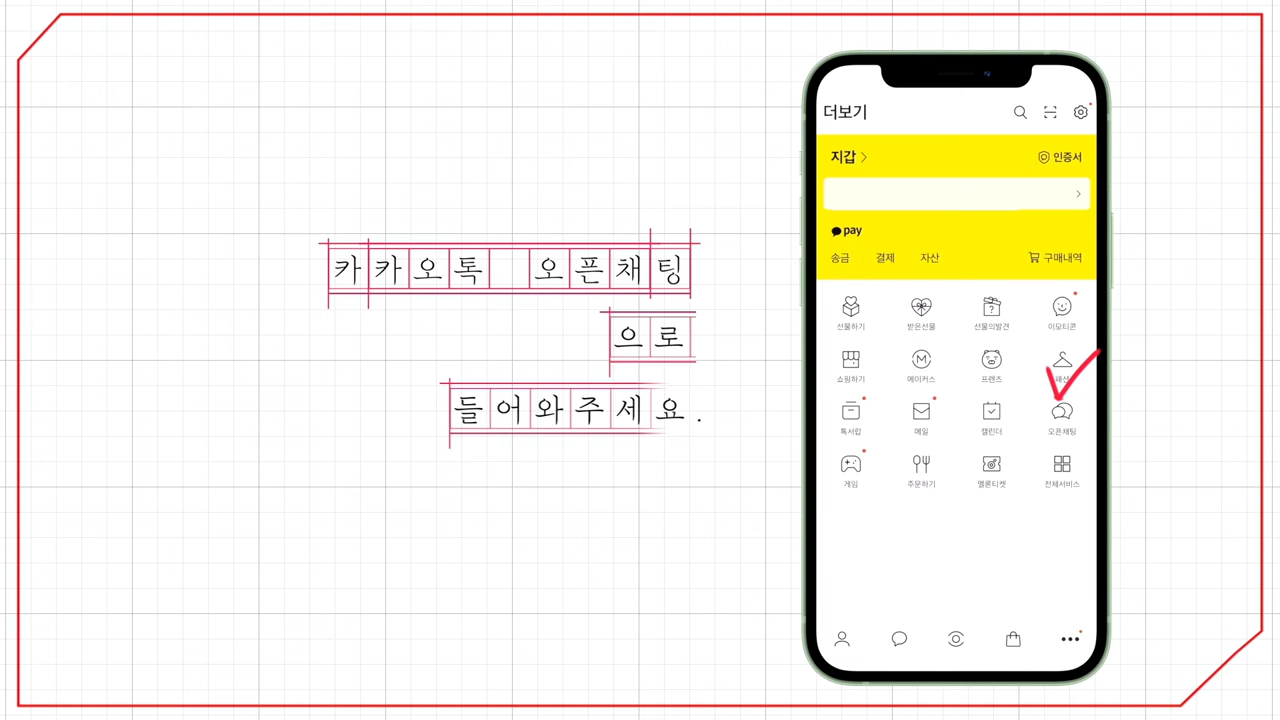 카카오톡 오픈채팅
으로
들어와주세요.
더보기
지갑 인증서
pay
송금 결제 자산 구매내역
선물하기 받은선물 선물의발견 이모티콘
쇼핑하기 메이커스 프렌즈
톡서랍 메일 캘린더 오픈채팅
게임 주문하기 멜론티켓 전체서비스